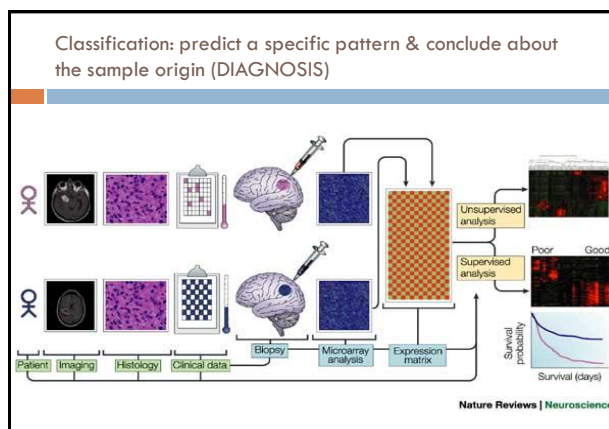 Classification: predict a specific pattern & conclude about
the sample origin (DIAGNOSIS)
Unsupervised
analysis
Supervised
analysis
Poor Good
Patient Imaging Histology Clinical data Biopsy Microarray
analysis Expression
matrix
Survival
probability
Survival (days)
Nature Reviews | Neuroscience